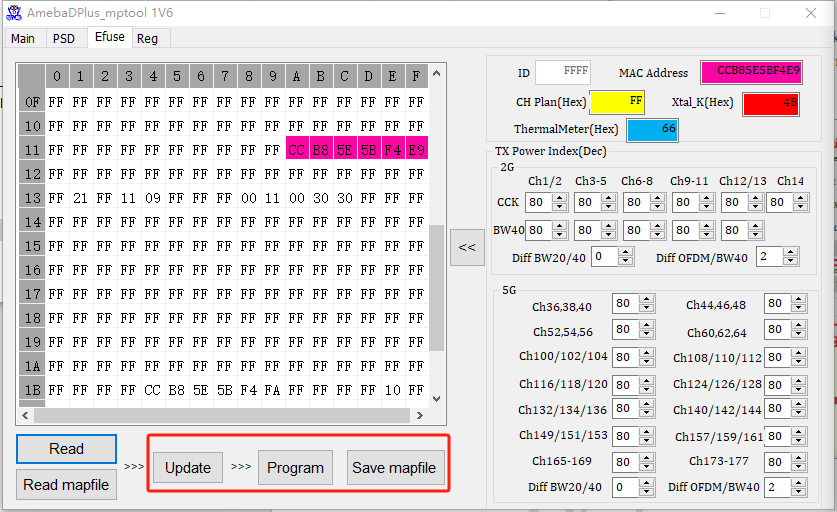 AmebaDPlus_mptool 1V6
Main PSD Efuse Reg
0 1 2 3 4 5 6 7 8 9 A B C D E F
0F FF FF FF FF FF FF FF FF FF FF FF FF FF FF FF FF
10 FF FF FF FF FF FF FF FF FF FF FF FF FF FF FF FF
11 FF FF FF FF FF FF FF FF FF FF CC B8 5E 5B F4 E9
12 FF FF FF FF FF FF FF FF FF FF FF FF FF FF FF FF
13 FF 21 FF 11 09 FF FF FF 00 11 00 30 30 FF FF FF
14 FF FF FF FF FF FF FF FF FF FF FF FF FF FF FF FF
15 FF FF FF FF FF FF FF FF FF FF FF FF FF FF FF FF
16 FF FF FF FF FF FF FF FF FF FF FF FF FF FF FF FF
17 FF FF FF FF FF FF FF FF FF FF FF FF FF FF FF FF
18 FF FF FF FF FF FF FF FF FF FF FF FF FF FF FF FF
19 FF FF FF FF FF FF FF FF FF FF FF FF FF FF FF FF
1A FF FF FF FF FF FF FF FF FF FF FF FF FF FF FF FF
1B FF FF FF FF CC B8 5E 5B F4 FA FF FF FF FF 10 FF
Read
Read mapfile
>>>
Update
>>>
Program
Save mapfile
<<
ID FFFF MAC Address CCB85E5BF4E9
CH Plan(Hex) FF Xtal_K(Hex) 4B
ThermalMeter(Hex) 66
TX Power Index(Dec)
2G
Ch1/2 Ch3-5 Ch6-8 Ch9-11 Ch12/13 Ch14
CCK 80 80 80 80 80 80
BW40 80 80 80 80 80
Diff BW20/40 0 Diff OFDM/BW40 2
5G
Ch36,38,40 80 Ch44,46,48 80
Ch52,54,56 80 Ch60,62,64 80
Ch100/102/104 80 Ch108/110/112 80
Ch116/118/120 80 Ch124/126/128 80
Ch132/134/136 80 Ch140/142/144 80
Ch149/151/153 80 Ch157/159/161 80
Ch165-169 80 Ch173-177 80
Diff BW20/40 0 Diff OFDM/BW40 2